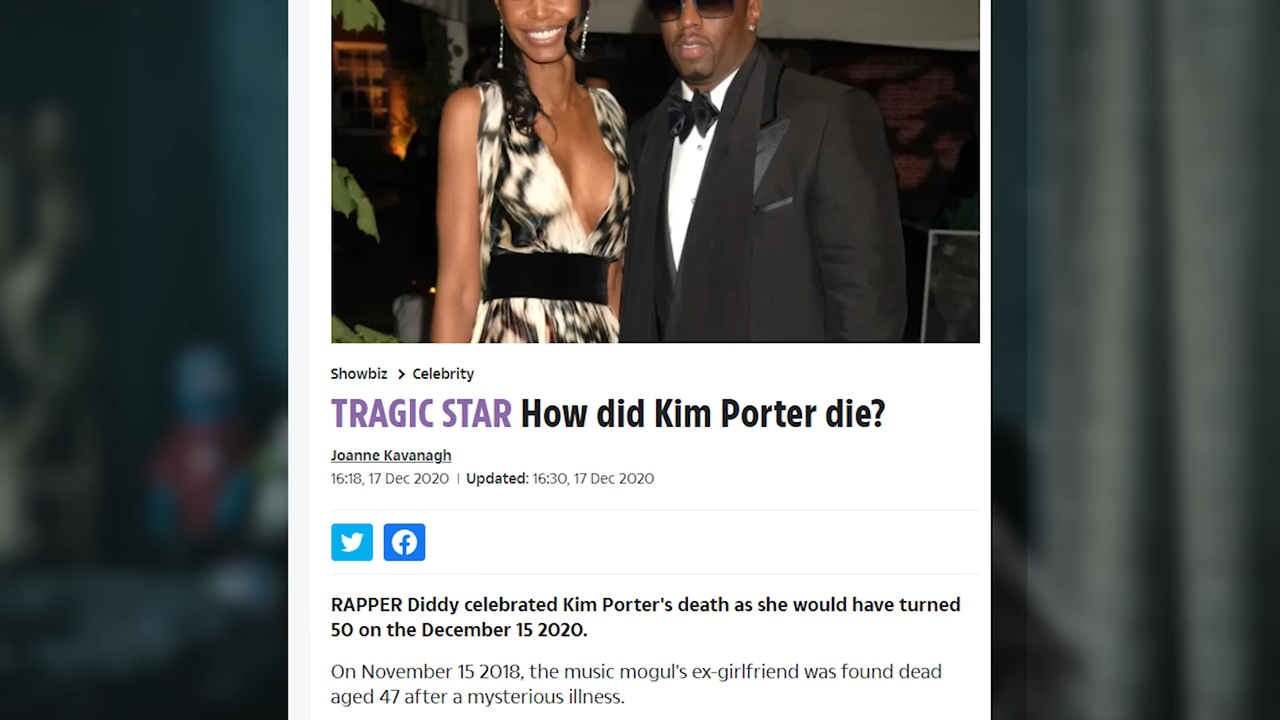 Showbiz > Celebrity
TRAGIC STAR How did Kim Porter die?
Joanne Kavanagh
16:18, 17 Dec 2020 | Updated: 16:30, 17 Dec 2020
RAPPER Diddy celebrated Kim Porter's death as she would have turned
50 on the December 15 2020.
On November 15 2018, the music mogul's ex-girlfriend was found dead
aged 47 after a mysterious illness.